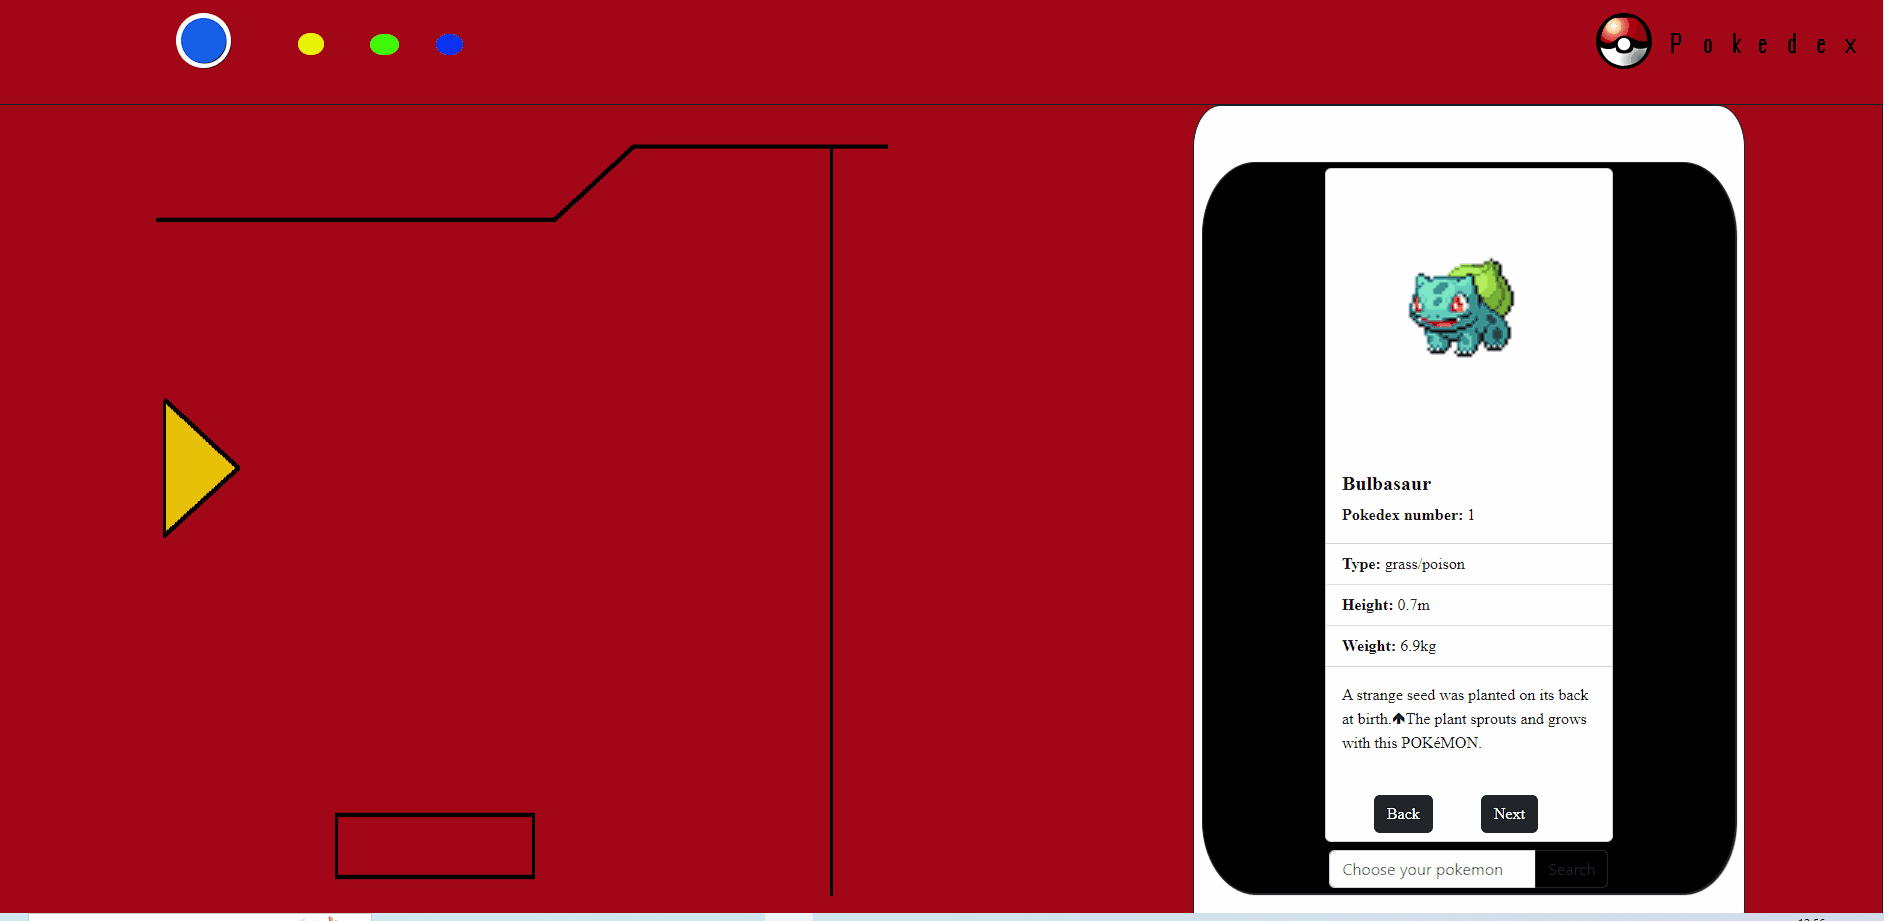 Pokedex
Bulbasaur
Pokedex number: 1
Type: grass/poison
Height: 0.7m
Weight: 6.9kg
A strange seed was planted on its back
at birth.🡩The plant sprouts and grows
with this POKéMON.
Back Next
Choose your pokemon Search